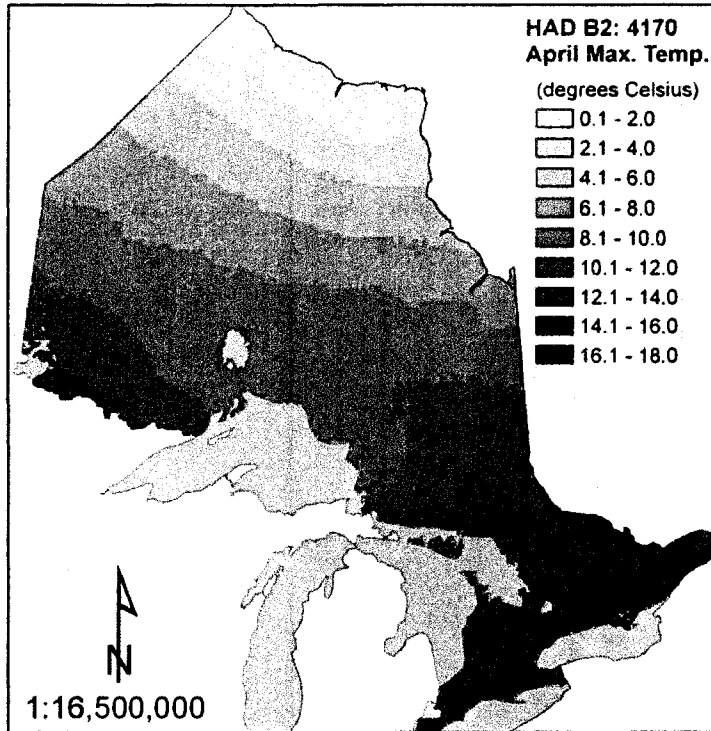 HAD B2: 4170
April Max. Temp.
(degrees Celsius)
0.1 - 2.0
2.1 - 4.0
4.1 - 6.0
6.1 - 8.0
8.1 - 10.0
10.1 - 12.0
12.1 - 14.0
14.1 - 16.0
16.1 - 18.0
N
1:16,500,000